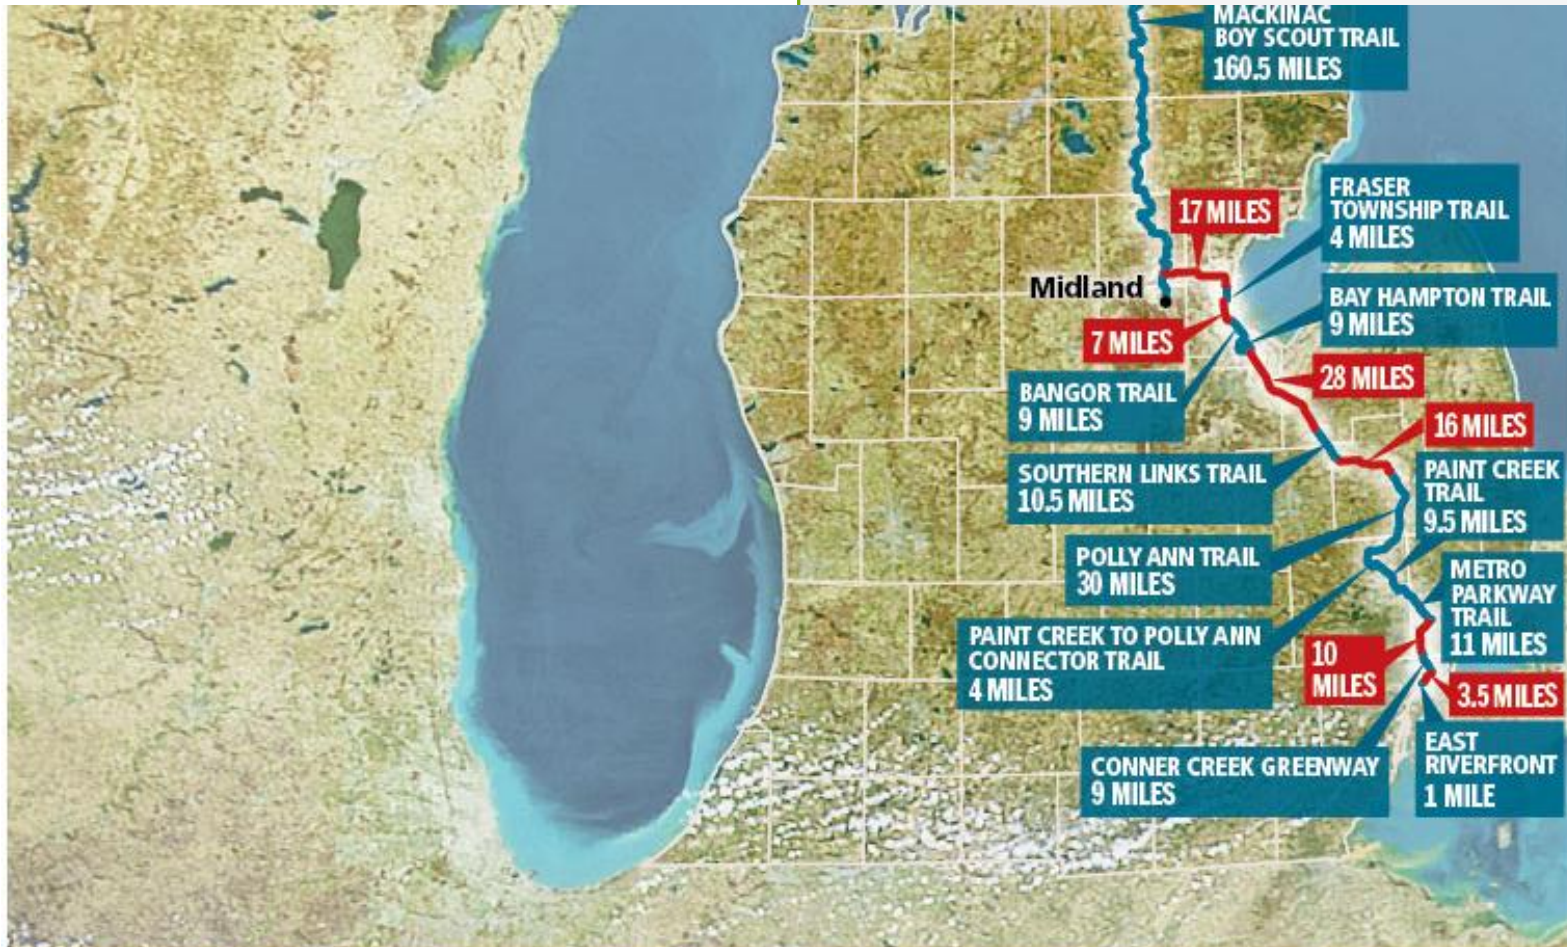 MACKINAC
BOY SCOUT TRAIL
160.5 MILES
FRASER
TOWNSHIP TRAIL
4 MILES
17 MILES
Midland
BAY HAMPTON TRAIL
9 MILES
7 MILES
28 MILES
BANGOR TRAIL
9 MILES
16 MILES
SOUTHERN LINKS TRAIL
10.5 MILES
PAINT CREEK
TRAIL
9.5 MILES
POLLY ANN TRAIL
30 MILES
METRO
PARKWAY
TRAIL
11 MILES
PAINT CREEK TO POLLY ANN
CONNECTOR TRAIL
4 MILES
10
MILES
3.5 MILES
EAST
RIVERFRONT
1 MILE
CONNER CREEK GREENWAY
9 MILES